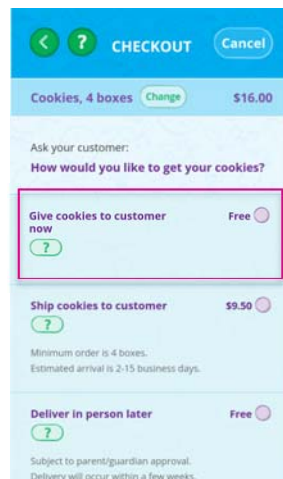 ? CHECKOUT Cancel
Cookies, 4 boxes Change $16.00
Ask your customer:
How would you like to get your cookies?
Give cookies to customer Free
now
?
Ship cookies to customer $9.50
?
Minimum order is 4 boxes.
Estimated arrival is 2-15 business days.
Deliver in person later Free
?
Subject to parent/guardian approval.
Delivery will occur within a few weeks.